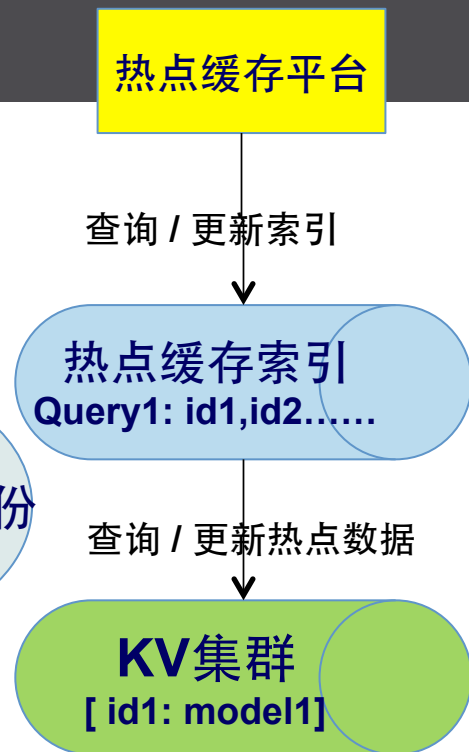 热点缓存平台
查询 / 更新索引
热点缓存索引
Query1: id1,id2……
份
查询 / 更新热点数据
KV集群
[ id1: model1]